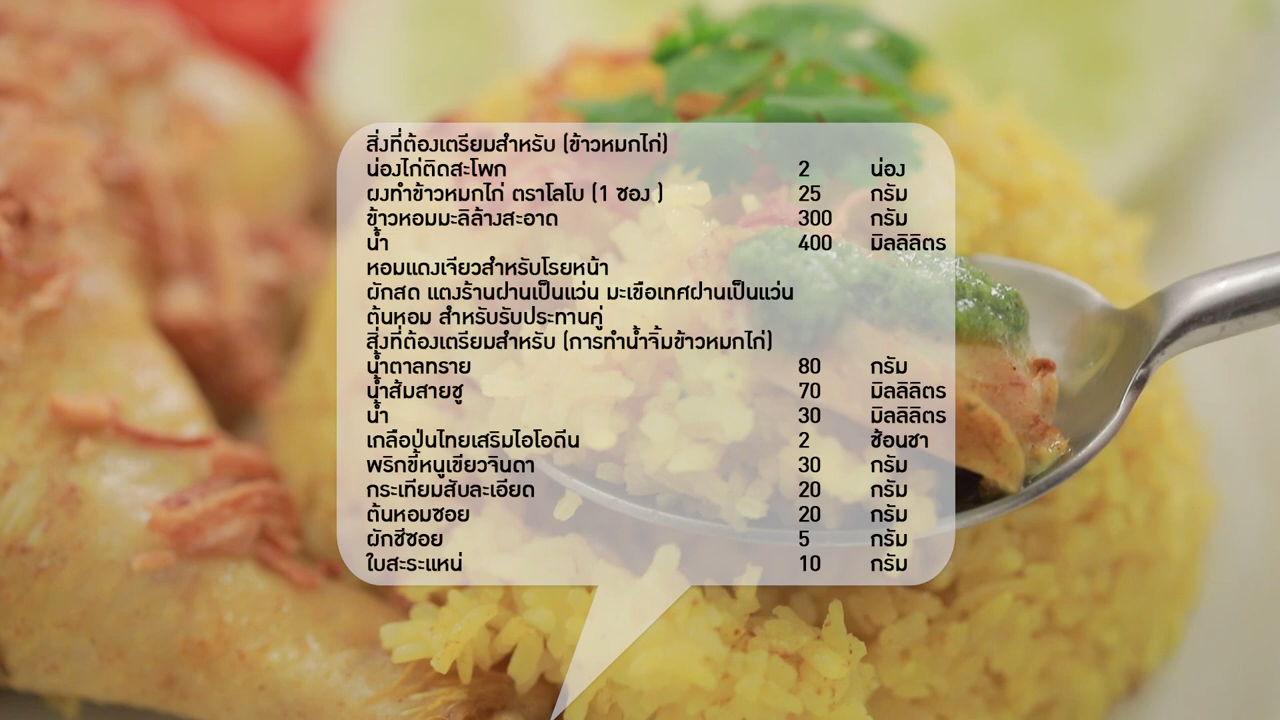 สิ่งที่ต้องเตรียมสำหรับ (ข้าวหมกไก่)
น่องไก่ติดสะโพก 2 น่อง
ผงทำข้าวหมกไก่ ตราโลโบ (1 ซอง ) 25 กรัม
ข้าวหอมมะลิล้างสะอาด 300 กรัม
น้ำ 400 มิลลิลิตร
หอมแดงเจียวสำหรับโรยหน้า
ผักสด แตงร้านฝานเป็นแว่น มะเขือเทศฝานเป็นแว่น
ต้นหอม สำหรับรับประทานคู่
สิ่งที่ต้องเตรียมสำหรับ (การทำน้ำจิ้มข้าวหมกไก่)
น้ำตาลทราย 80 กรัม
น้ำส้มสายชู 70 มิลลิลิตร
น้ำ 30 มิลลิลิตร
เกลือป่นไทยเสริมไอโอดีน 2 ช้อนชา
พริกขี้หนูเขียวจินดา 30 กรัม
กระเทียมสับละเอียด 20 กรัม
ต้นหอมซอย 20 กรัม
ผักชีซอย 5 กรัม
ใบสะระแหน่ 10 กรัม